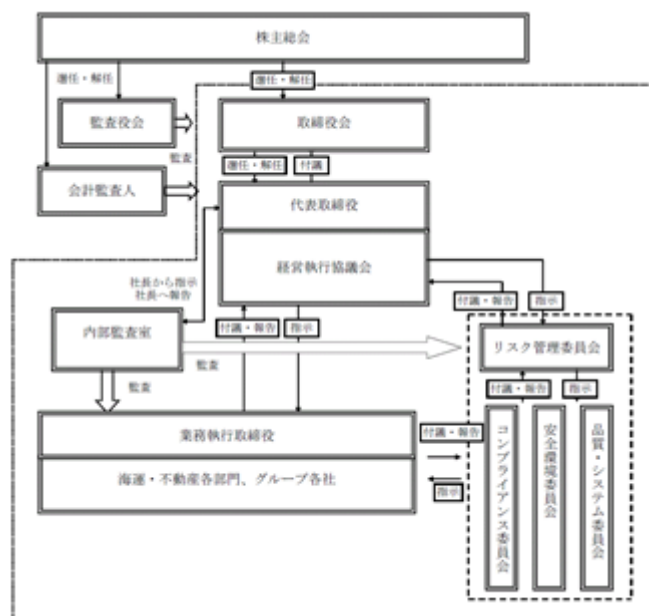 株主総会
選任・解任
選任・解任
監査役会
取締役会
監査
選任・解任
付議
会計監査人
代表取締役
経営執行協議会
社長から指示
社長へ報告
付議・報告
指示
付議・報告
指示
内部監査室
リスク管理委員会
監査
監査
付議・報告
指示
業務執行取締役
付議・報告
海運・不動産各部門、グループ各社
指示
コンプライアンス委員会
安全環境委員会
品質・システム委員会